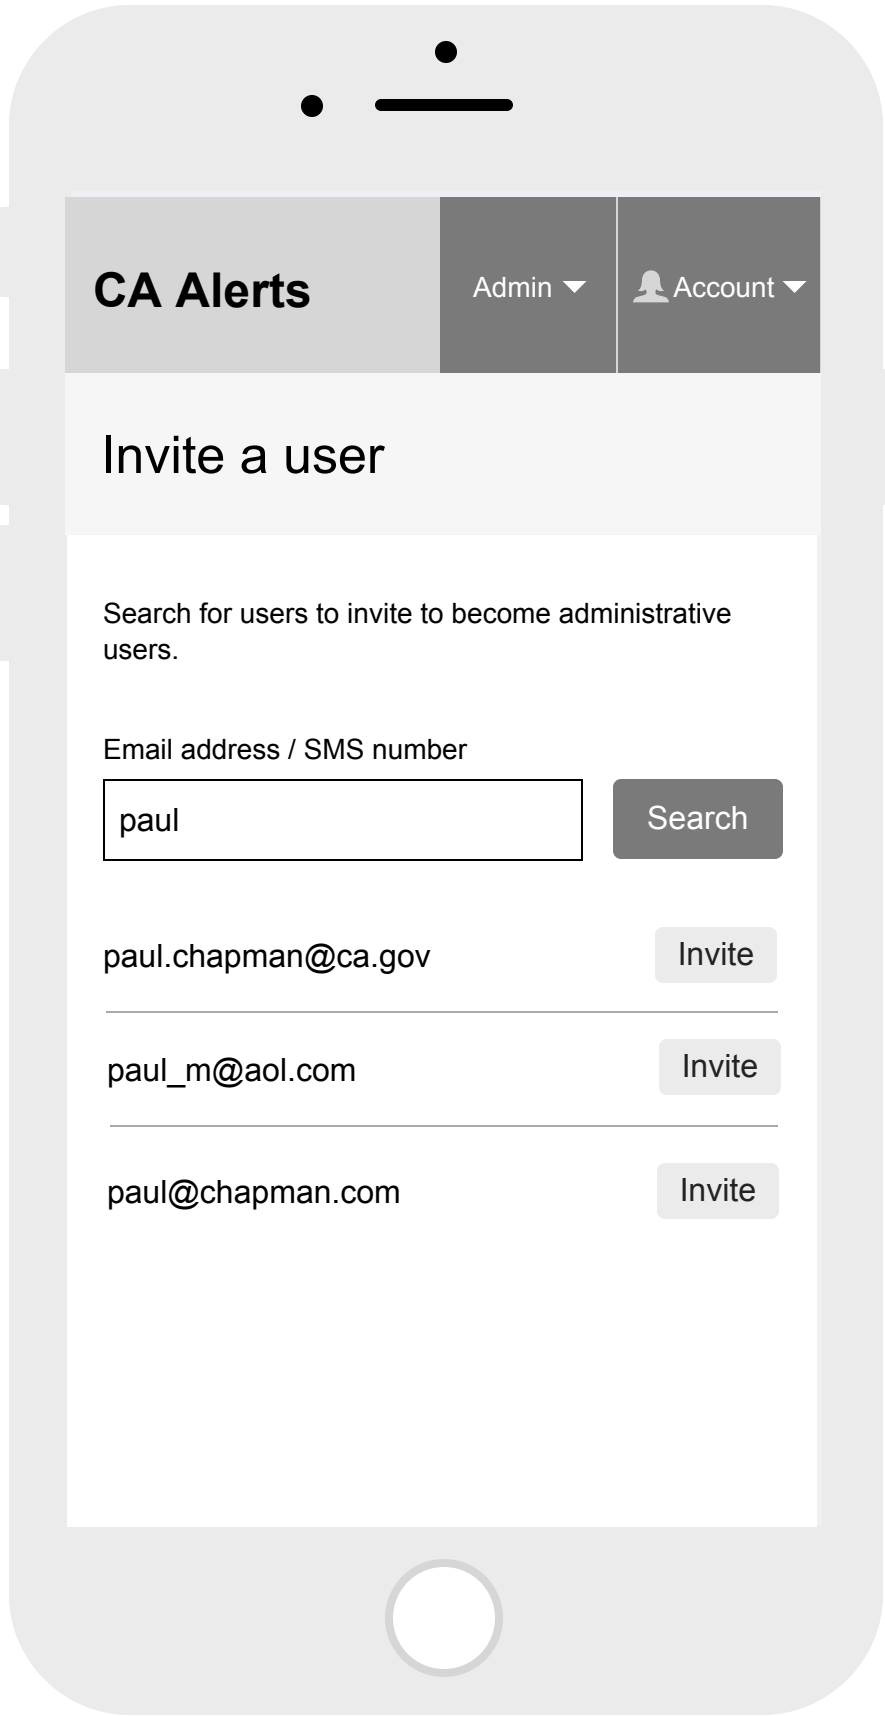 CA Alerts
Admin
Account
Invite a user
Search for users to invite to become administrative
users.
Email address / SMS number
paul
Search
paul.chapman@ca.gov
Invite
paul_m@aol.com
Invite
paul@chapman.com
Invite